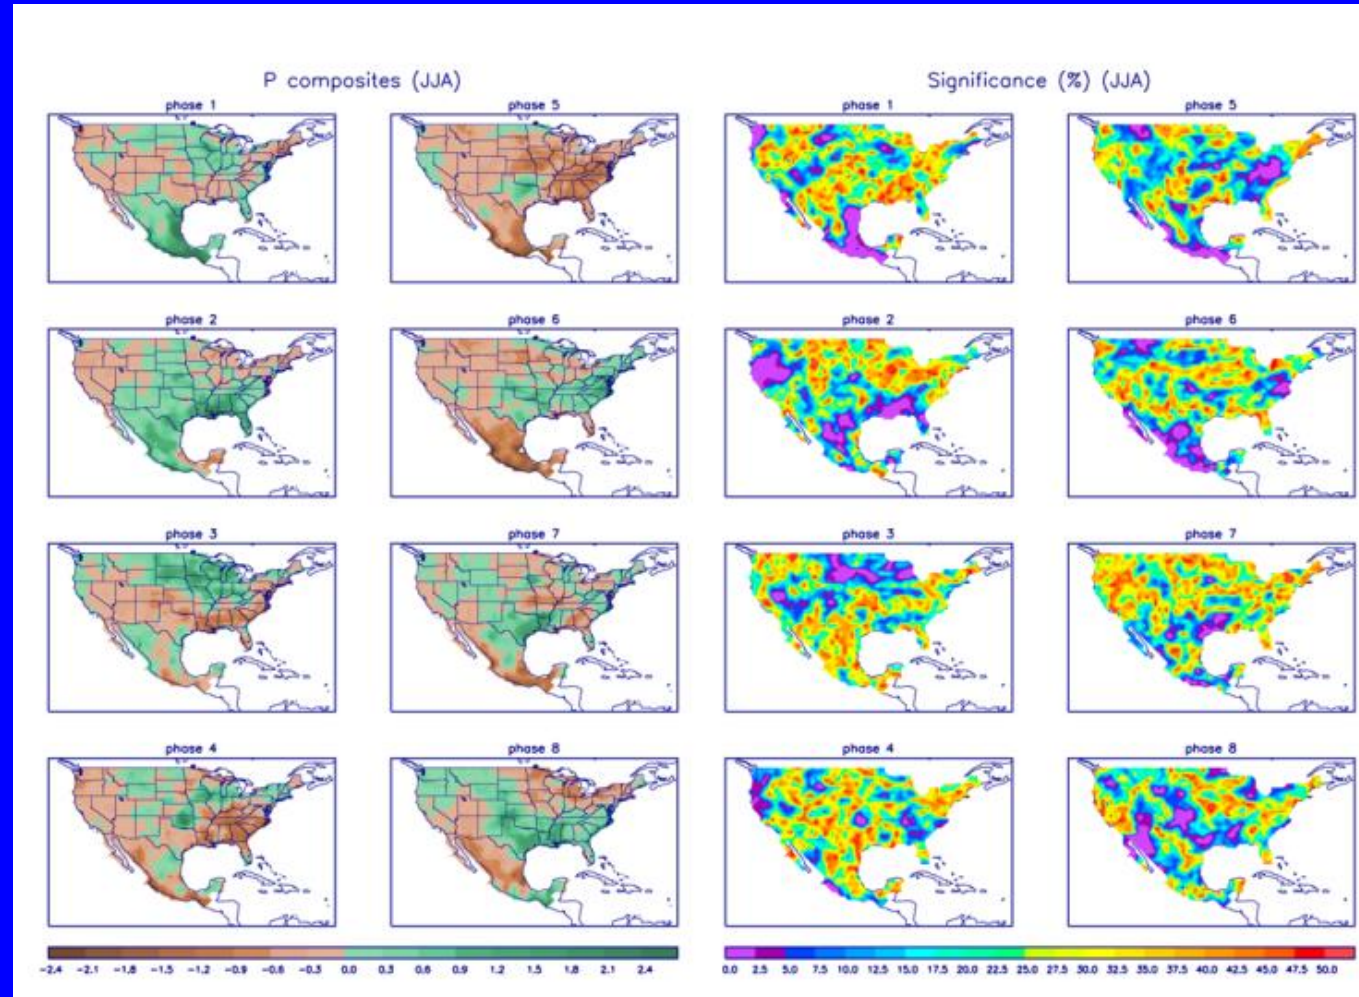 P composites (JJA)
Significance (%) (JJA)
phase 1
phase 5
phase 1
phase 5
phase 2
phase 6
phase 2
phase 6
phase 3
phase 7
phase 3
phase 7
phase 4
phase 8
phase 4
phase 8
-2.4 -2.1 -1.8 -1.5 -1.2 -0.9 -0.6 -0.3 0.0 0.3 0.6 0.9 1.2 1.5 1.8 2.1 2.4
0.0 2.5 5.0 7.5 10.0 12.5 15.0 17.5 20.0 22.5 25.0 27.5 30.0 32.5 35.0 37.5 40.0 42.5 45.0 47.5 50.0